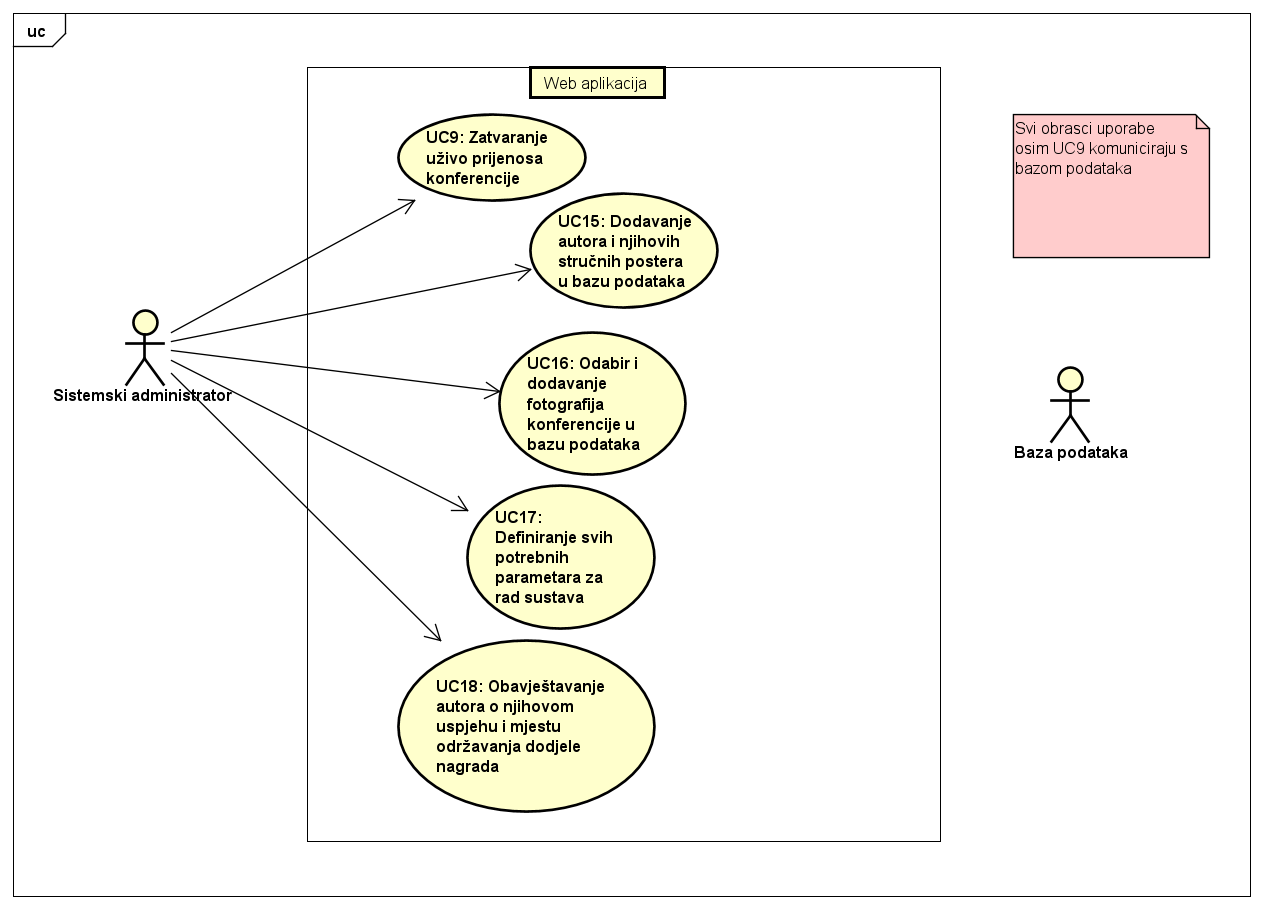 uc
Web aplikacija
UC9: Zatvaranje
uživo prijenosa
konferencije
UC15: Dodavanje
autora i njihovih
stručnih postera
u bazu podataka
UC16: Odabir i
dodavanje
fotografija
konferencije u
bazu podataka
UC17:
Definiranje svih
potrebnih
parametara za
rad sustava
UC18: Obavještavanje
autora o njihovom
uspjehu i mjestu
održavanja dodjele
nagrada
Sistemski administrator
Svi obrasci uporabe
osim UC9 komuniciraju s
bazom podataka
Baza podataka